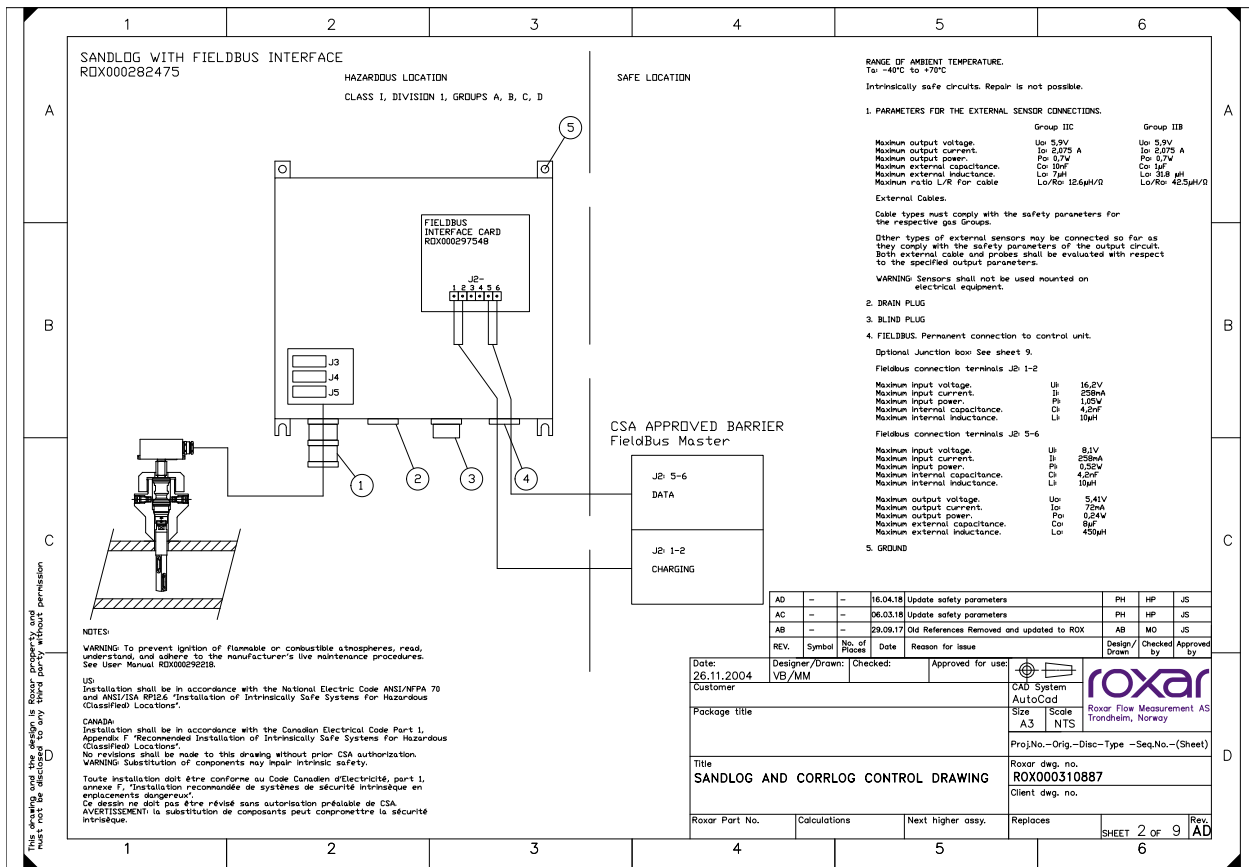 1 2 3 4 5 6
A
B
C
D
SANDLOG WITH FIELDBUS INTERFACE
ROX000282475
HAZARDOUS LOCATION
CLASS I, DIVISION 1, GROUPS A, B, C, D
SAFE LOCATION
5
FIELDBUS
INTERFACE CARD
ROX000297548
J2-
1 2 3 4 5 6
J3
J4
J5
1
2
3
4
CSA APPROVED BARRIER
FieldBus Master
J2: 5-6
DATA
J2: 1-2
CHARGING
RANGE OF AMBIENT TEMPERATURE.
Ta: -40°C to +70°C
Intrinsically safe circuits. Repair is not possible.
1. PARAMETERS FOR THE EXTERNAL SENSOR CONNECTIONS.
Group IIC Group IIB
Maximum output voltage. Uo: 5,9V Uo: 5,9V
Maximum output current. Io: 2,075 A Io: 2,075 A
Maximum output power. Po: 0,7W Po: 0,7W
Maximum external capacitance. Co: 10nF Co: 1µF
Maximum external inductance. Lo: 7µH Lo: 31.8 µH
Maximum ratio L/R for cable Lo/Ro: 12.6µH/Ω Lo/Ro: 42.5µH/Ω
External Cables.
Cable types must comply with the safety parameters for
the respective gas Groups.
Other types of external sensors may be connected so far as
they comply with the safety parameters of the output circuit.
Both external cable and probes shall be evaluated with respect
to the specified output parameters.
WARNING: Sensors shall not be used mounted on
electrical equipment.
2. DRAIN PLUG
3. BLIND PLUG
4. FIELDBUS. Permanent connection to control unit.
Optional Junction box: See sheet 9.
Fieldbus connection terminals J2: 1-2
Maximum input voltage. Ui: 16,2V
Maximum input current. Ii: 258mA
Maximum input power. Pi: 1,05W
Maximum internal capacitance. Ci: 4,2nF
Maximum internal inductance. Li: 10µH
Fieldbus connection terminals J2: 5-6
Maximum input voltage. Ui: 8,1V
Maximum input current. Ii: 258mA
Maximum input power. Pi: 0,52W
Maximum internal capacitance. Ci: 4,2nF
Maximum internal inductance. Li: 10µH
Maximum output voltage. Uo: 5,41V
Maximum output current. Io: 72mA
Maximum output power. Po: 0,24W
Maximum external capacitance. Co: 8µF
Maximum external inductance. Lo: 450µH
5. GROUND
NOTES:
WARNING: To prevent ignition of flammable or combustible atmospheres, read,
understand, and adhere to the manufacturer's live maintenance procedures.
See User Manual ROX000292218.
US:
Installation shall be in accordance with the National Electric Code ANSI/NFPA 70
and ANSI/ISA RP12.6 "Installation of Intrinsically Safe Systems for Hazardous
(Classified) Locations".
CANADA:
Installation shall be in accordance with the Canadian Electrical Code Part 1,
Appendix F "Recommended Installation of Intrinsically Safe Systems for Hazardous
(Classified) Locations".
No revisions shall be made to this drawing without prior CSA authorization.
WARNING: Substitution of components may impair intrinsic safety.
Toute installation doit être conforme au Code Canadien d'Electricité, part 1,
annexe F, "Installation recommandée de systèmes de sécurité intrinsèque en
enplacements dangereux".
Ce dessin ne doit pas être révisé sans autorisation préalable de CSA.
AVERTISSEMENT: la substitution de composants peut compromettre la sécurité
intrisèque.
This drawing and the design is Roxar property and
must not be disclosed to any third party without permission
AD - - 16.04.18 Update safety parameters PH HP JS
AC - - 06.03.18 Update safety parameters PH HP JS
AB - - 29.09.17 Old References Removed and updated to ROX AB MO JS
REV. Symbol No. of Places Date Reason for issue Design/Drawn Checked by Approved by
Date: Designer/Drawn: Checked: Approved for use:
26.11.2004 VB/MM
Customer
Package title
CAD System
AutoCad
Size Scale
A3 NTS
roxar
Roxar Flow Measurement AS
Trondheim, Norway
Proj.No.-Orig.-Disc-Type -Seq.No.-(Sheet)
Title
SANDLOG AND CORRLOG CONTROL DRAWING
Roxar dwg. no.
ROX000310887
Client dwg. no.
Roxar Part No. Calculations Next higher assy. Replaces
SHEET 2 OF 9
Rev.
AD
A
B
C
D
1 2 3 4 5 6